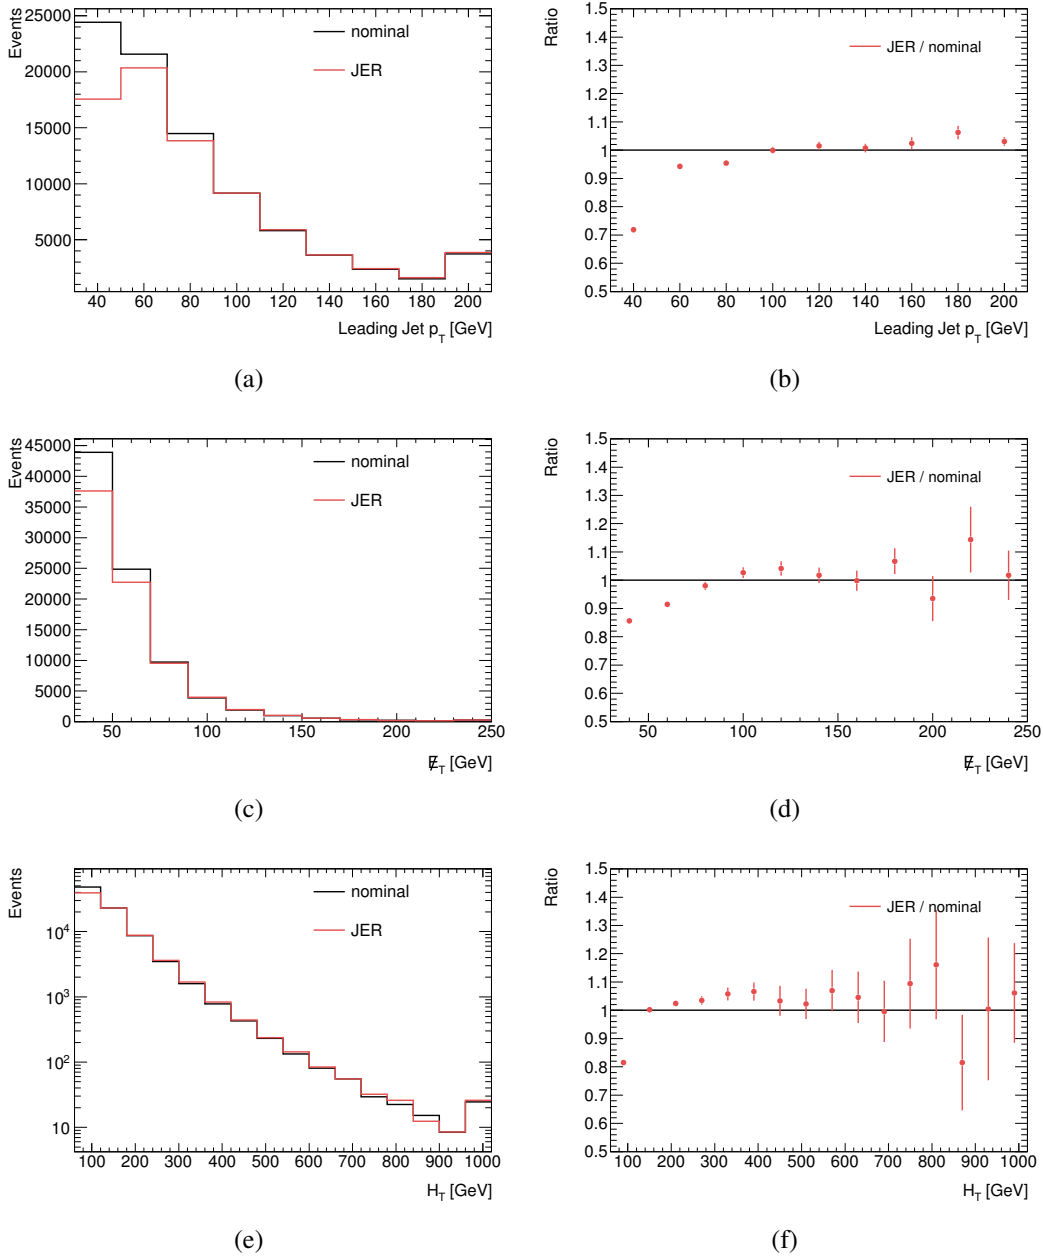 Events
25000
20000
15000
10000
5000
nominal
JER
40 60 80 100 120 140 160 180 200
Leading Jet p_T [GeV]
(a)
Ratio
1.5
1.4
1.3
1.2
1.1
1
0.9
0.8
0.7
0.6
0.5
JER / nominal
40 60 80 100 120 140 160 180 200
Leading Jet p_T [GeV]
(b)
Events
45000
40000
35000
30000
25000
20000
15000
10000
5000
0
nominal
JER
50 100 150 200 250
E̸_T [GeV]
(c)
Ratio
1.5
1.4
1.3
1.2
1.1
1
0.9
0.8
0.7
0.6
0.5
JER / nominal
50 100 150 200 250
E̸_T [GeV]
(d)
Events
10^4
10^3
10^2
10
nominal
JER
100 200 300 400 500 600 700 800 900 1000
H_T [GeV]
(e)
Ratio
1.5
1.4
1.3
1.2
1.1
1
0.9
0.8
0.7
0.6
0.5
JER / nominal
100 200 300 400 500 600 700 800 900 1000
H_T [GeV]
(f)